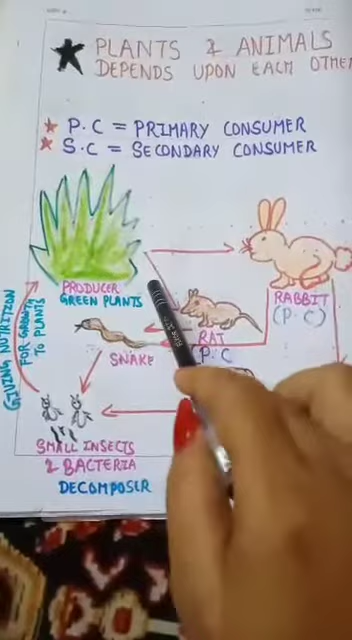 PLANTS & ANIMALS
DEPENDS UPON EACH OTHER
P.C = PRIMARY CONSUMER
S.C = SECONDARY CONSUMER
PRODUCER
GREEN PLANTS
RABBIT
(P.C)
RAT
P.C
SNAKE
GIVING NUTRITION
FOR GROWTH
TO PLANTS
SMALL INSECTS
& BACTERIA
DECOMPOSER